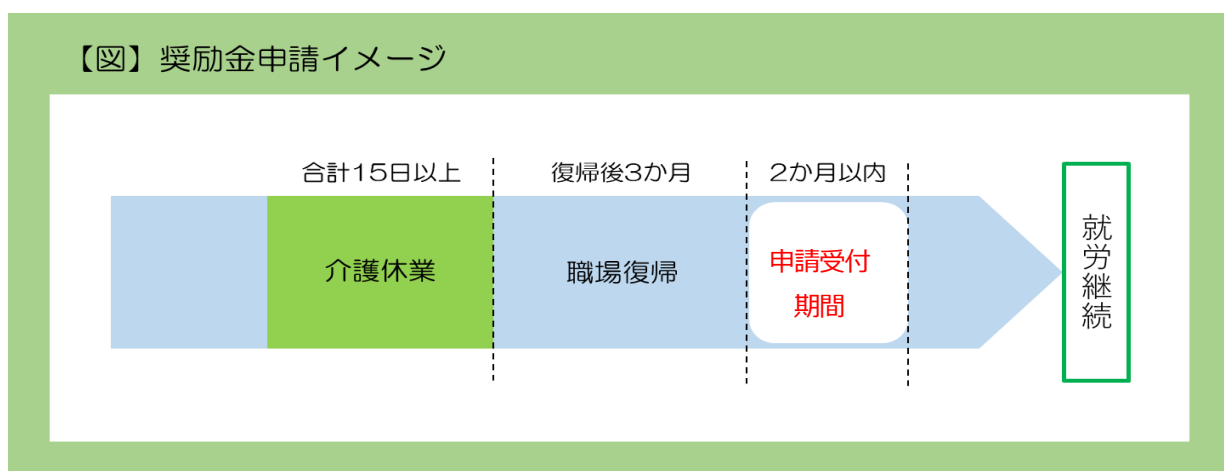 【図】奨励金申請イメージ
合計15日以上
復帰後3か月
2か月以内
介護休業
職場復帰
申請受付
期間
就労継続